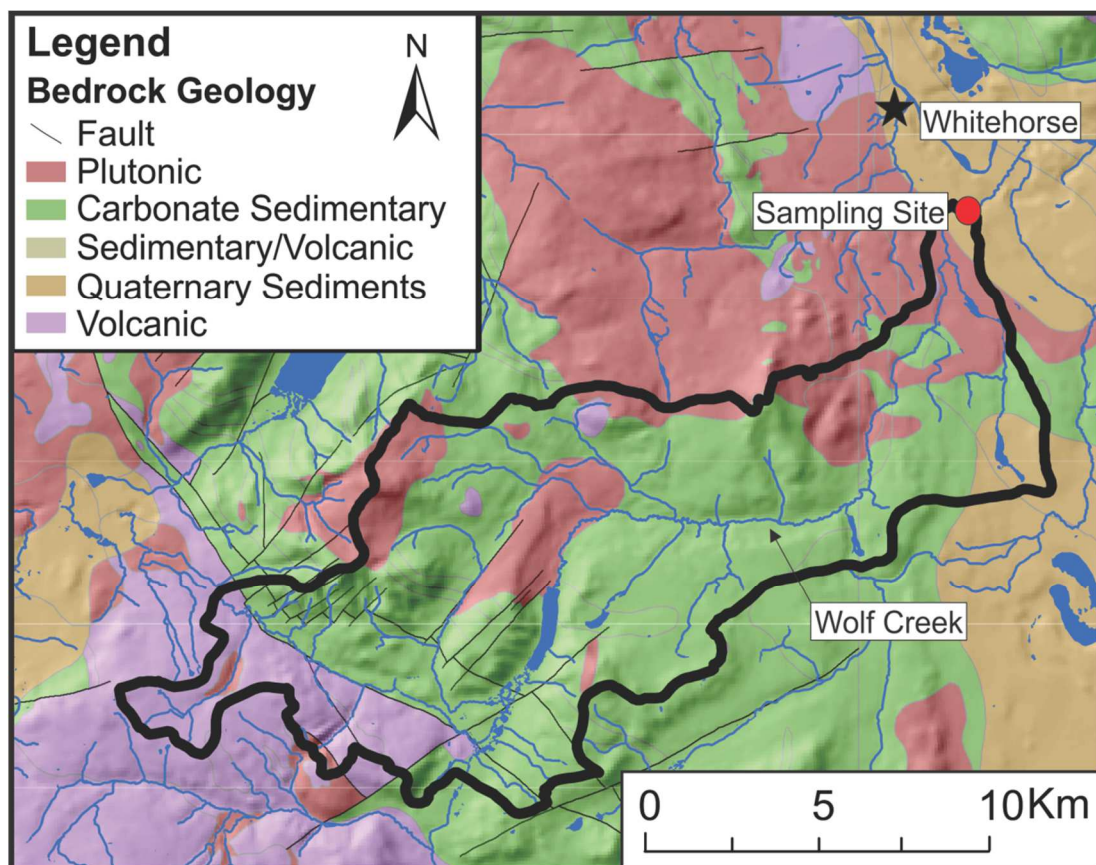 Legend
Bedrock Geology
Fault
Plutonic
Carbonate Sedimentary
Sedimentary/Volcanic
Quaternary Sediments
Volcanic
N
Whitehorse
Sampling Site
Wolf Creek
0 5 10Km